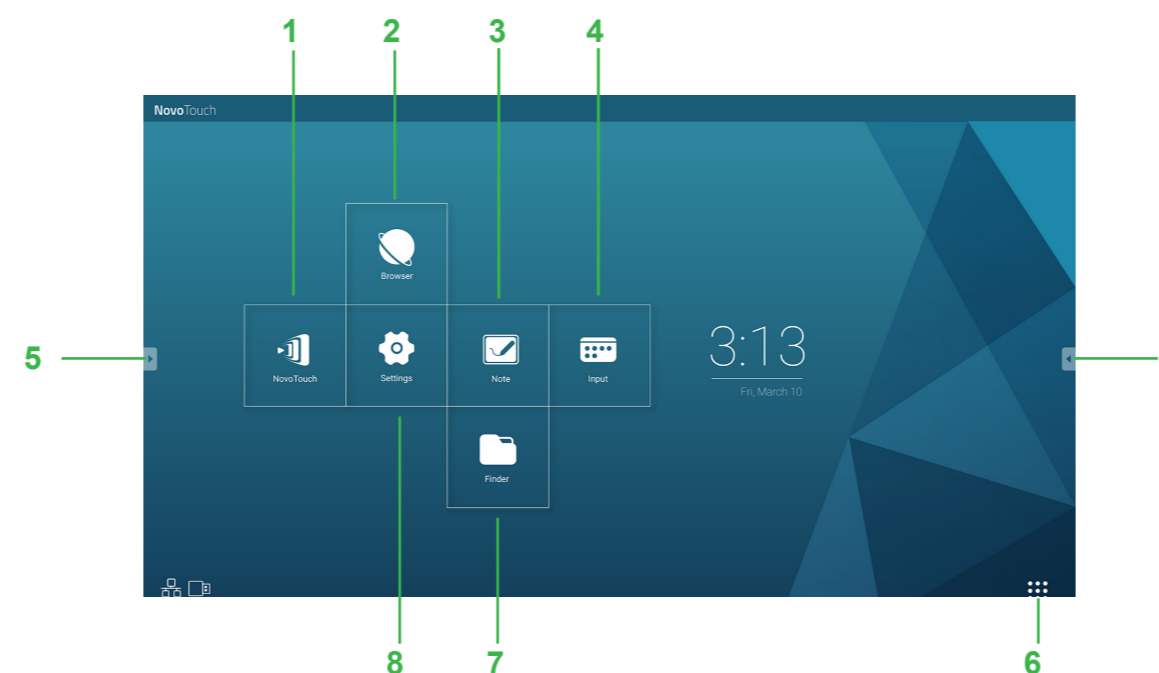 1 2 3 4
NovoTouch
Browser
NovoTouch Settings Note Input
3:13
Fri, March 10
5
Finder
8 7 6